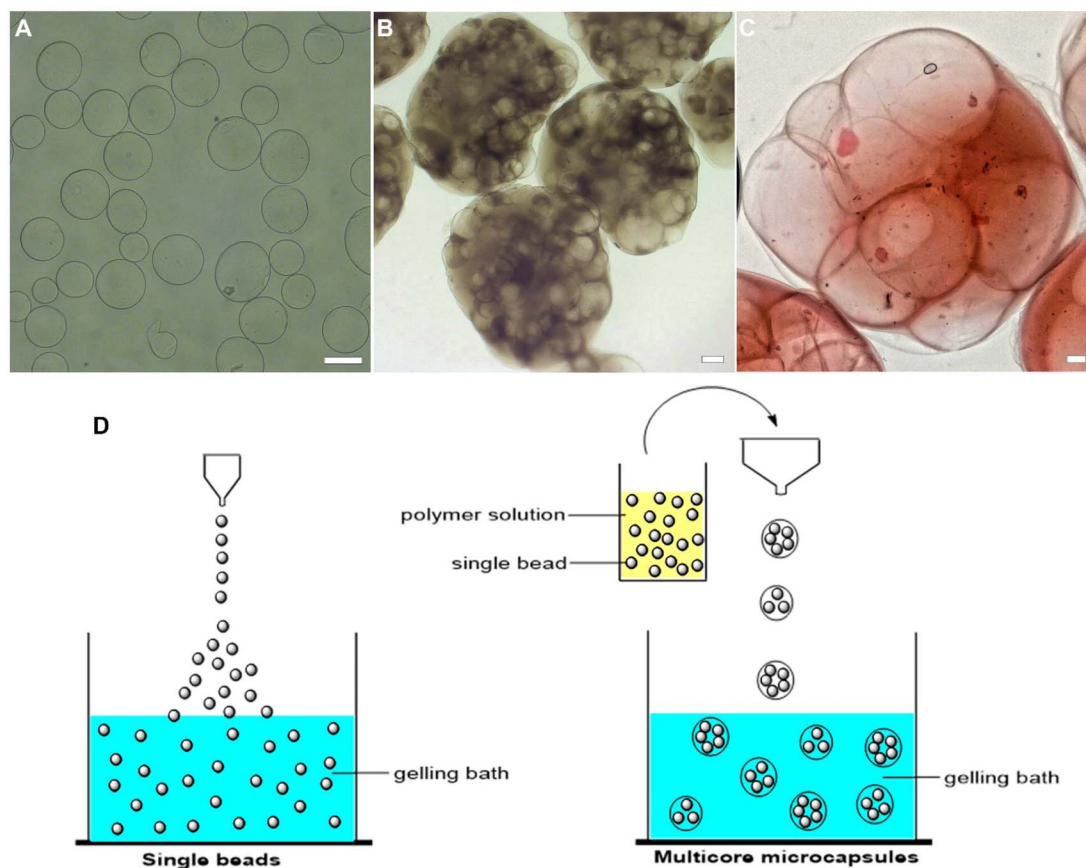 A
B
C
D
polymer solution
single bead
gelling bath
gelling bath
Single beads
Multicore microcapsules